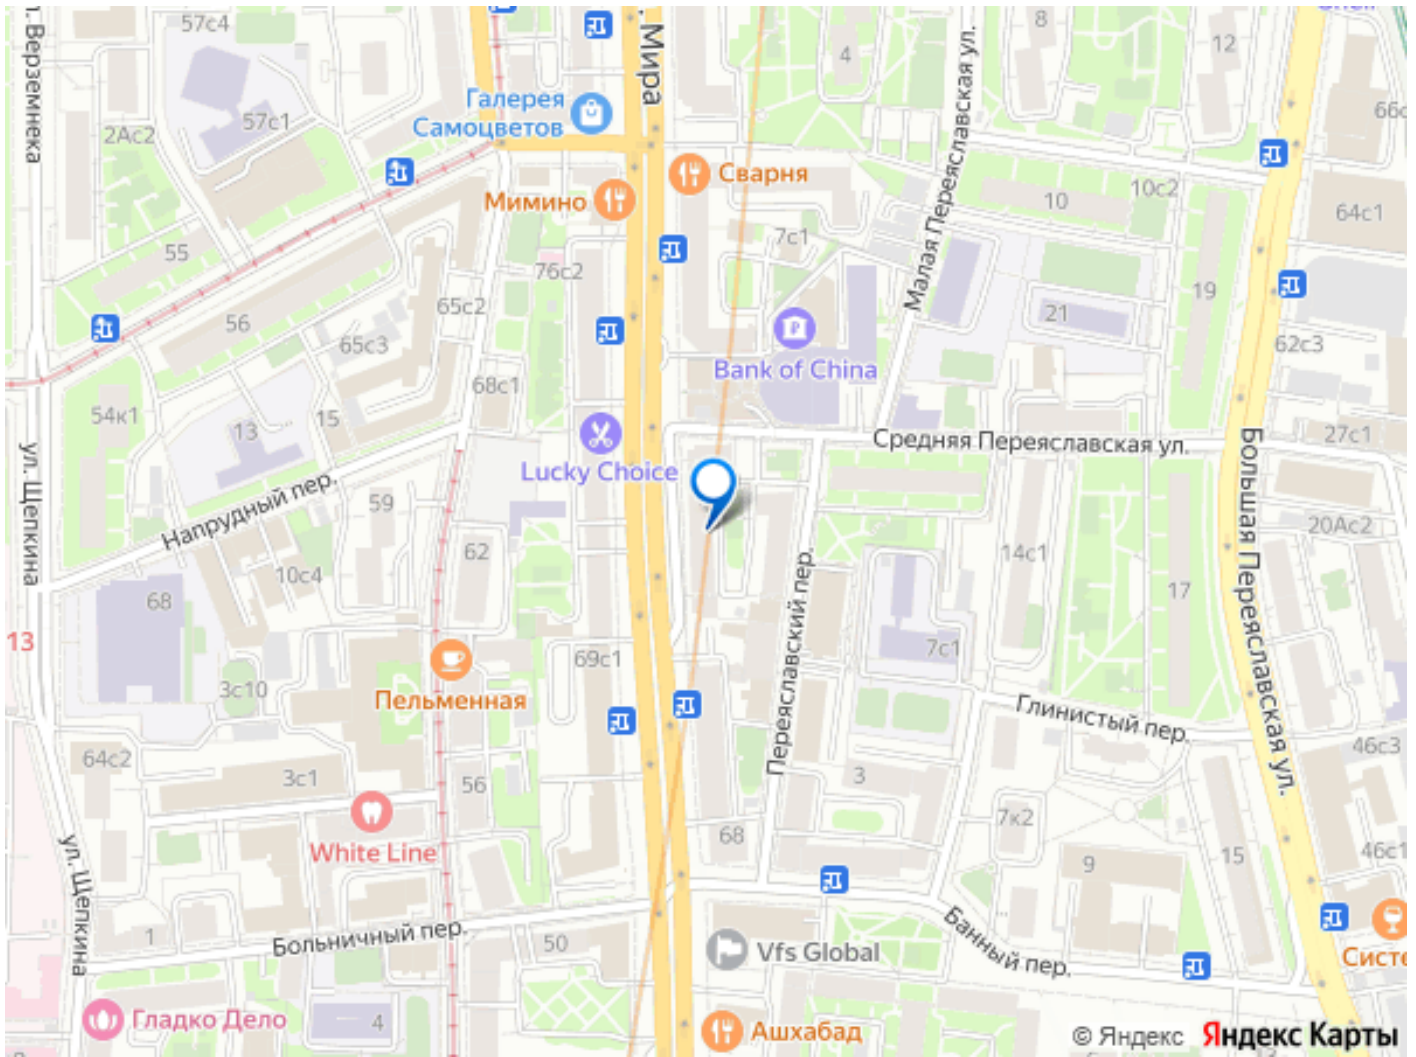 57с4
л. Верземнека
. Мира
4
8
12
66с
Галерея
Самоцветов
57с1
2Ас2
Малая Переяславская ул.
Сварня
Мимино
10с2
10
64с1
7с1
55
76с2
19
65с2
21
56
65с3
62с3
Bank of China
68с1
54к1
15
13
27с1
Средняя Переяславская ул.
Lucky Choice
ул. Щепкина
Напрудный пер.
59
Большая Переяславская ул.
20Ас2
62
14с1
10с4
17
68
Переяславский пер.
13
7с1
69с1
3с10
Пельменная
Глинистый пер.
46с3
64с2
3с1
56
3
7к2
68
White Line
ул. Щепкина
15
9
46с1
1
Больничный пер.
50
Банный пер.
Vfs Global
Систе
Гладко Дело
4
Ашхабад
© Яндекс Яндекс Карты